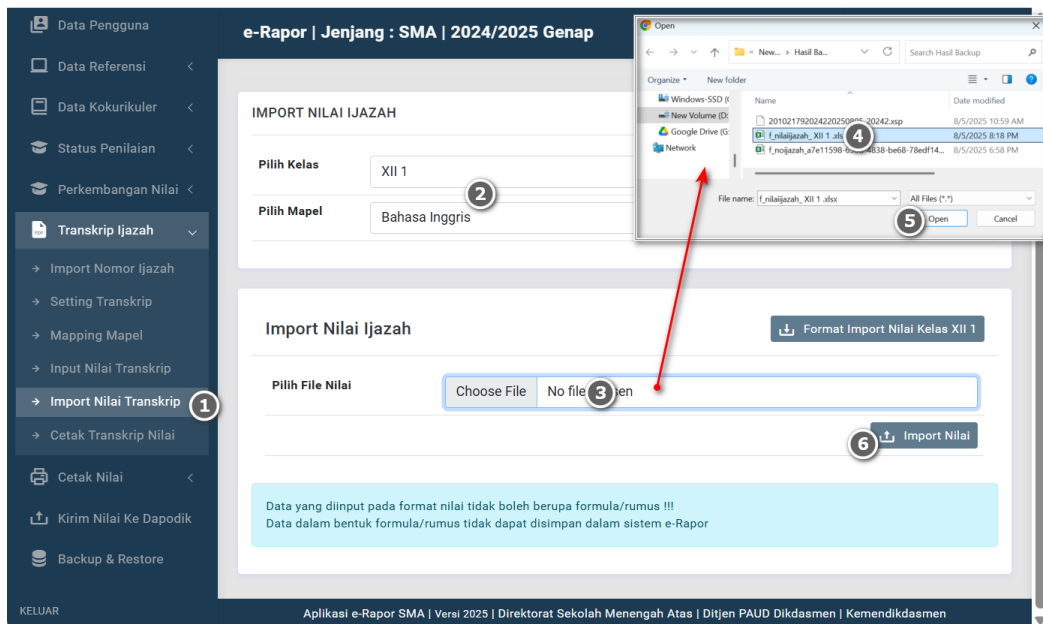 Data Pengguna
Data Referensi
Data Kokurikuler
Status Penilaian
Perkembangan Nilai
Transkrip Ijazah
Import Nomor Ijazah
Setting Transkrip
Mapping Mapel
Input Nilai Transkrip
Import Nilai Transkrip
1
Cetak Transkrip Nilai
Cetak Nilai
Kirim Nilai Ke Dapodik
Backup & Restore
KELUAR
e-Rapor | Jenjang : SMA | 2024/2025 Genap
IMPORT NILAI IJAZAH
Pilih Kelas
XII 1
2
Pilih Mapel
Bahasa Inggris
Open
New... › Hasil Ba...
Search Hasil Backup
Organize
New folder
Windows-SSD (
New Volume (D:
Google Drive (G:
Network
Name
Date modified
8/5/2025 10:59 AM
f_nilaiijazah_ XII 1
4
8/5/2025 8:18 PM
8/5/2025 6:58 PM
File name:
f_nilaiijazah_ XII 1 .xlsx
All Files (*.*)
5
Open
Cancel
Import Nilai Ijazah
Format Import Nilai Kelas XII 1
Pilih File Nilai
Choose File
No file
3
6
Import Nilai
Data yang diinput pada format nilai tidak boleh berupa formula/rumus !!!
Data dalam bentuk formula/rumus tidak dapat disimpan dalam sistem e-Rapor
Aplikasi e-Rapor SMA | Versi 2025 | Direktorat Sekolah Menengah Atas | Ditjen PAUD Dikdasmen | Kemendikdasmen